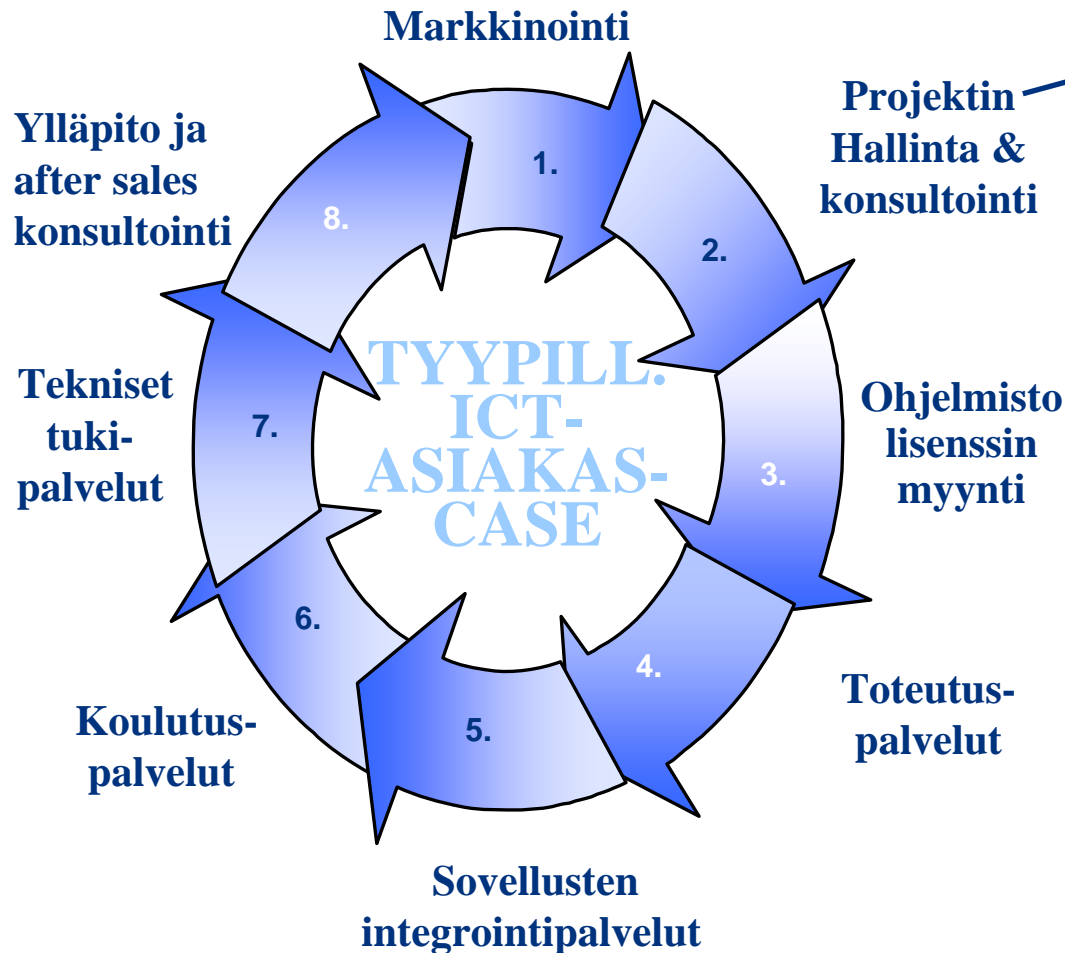 Markkinointi
1.
Projektin
Hallinta &
konsultointi
2.
Ohjelmisto
lisenssin
myynti
3.
Toteutus-
palvelut
4.
Sovellusten
integrointipalvelut
5.
Koulutus-
palvelut
6.
Tekniset
tuki-
palvelut
7.
Ylläpito ja
after sales
konsultointi
8.
TYYPILL.
ICT-
ASIAKAS-
CASE